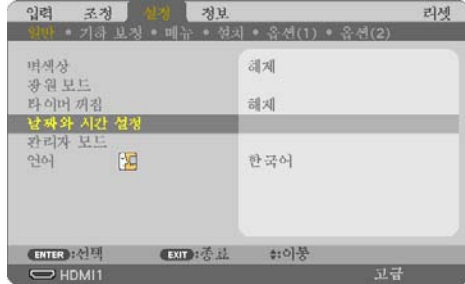 입력 조정 설정 정보 리셋
일반 • 기하 보정 • 메뉴 • 설치 • 옵션(1) • 옵션(2)
벽색상 해제
광원 모드
타이머 꺼짐 해제
날짜와 시간 설정
관리자 모드
언어 한국어
ENTER :선택 EXIT :종료 :이동
HDMI1 고급